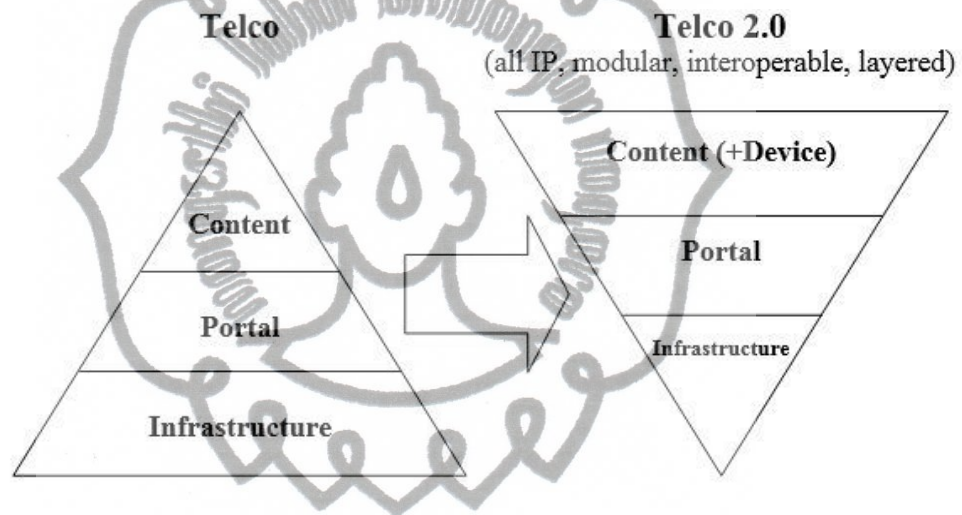 Telco
Telco 2.0
(all IP, modular, interoperable, layered)
Content
Portal
Infrastructure
Content (+Device)
Portal
Infrastructure